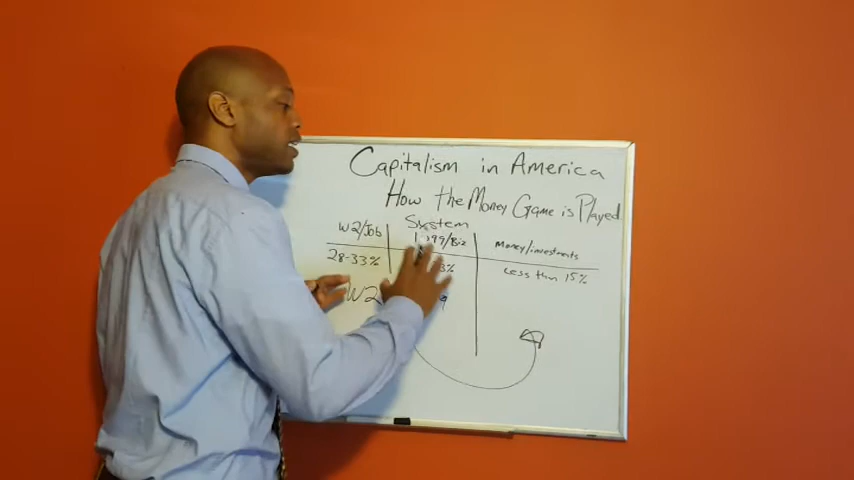 Capitalism in America
How the Money Game is Played
System
W2/Job 1099/Biz Money/investments
28-33% 3% Less than 15%
W2